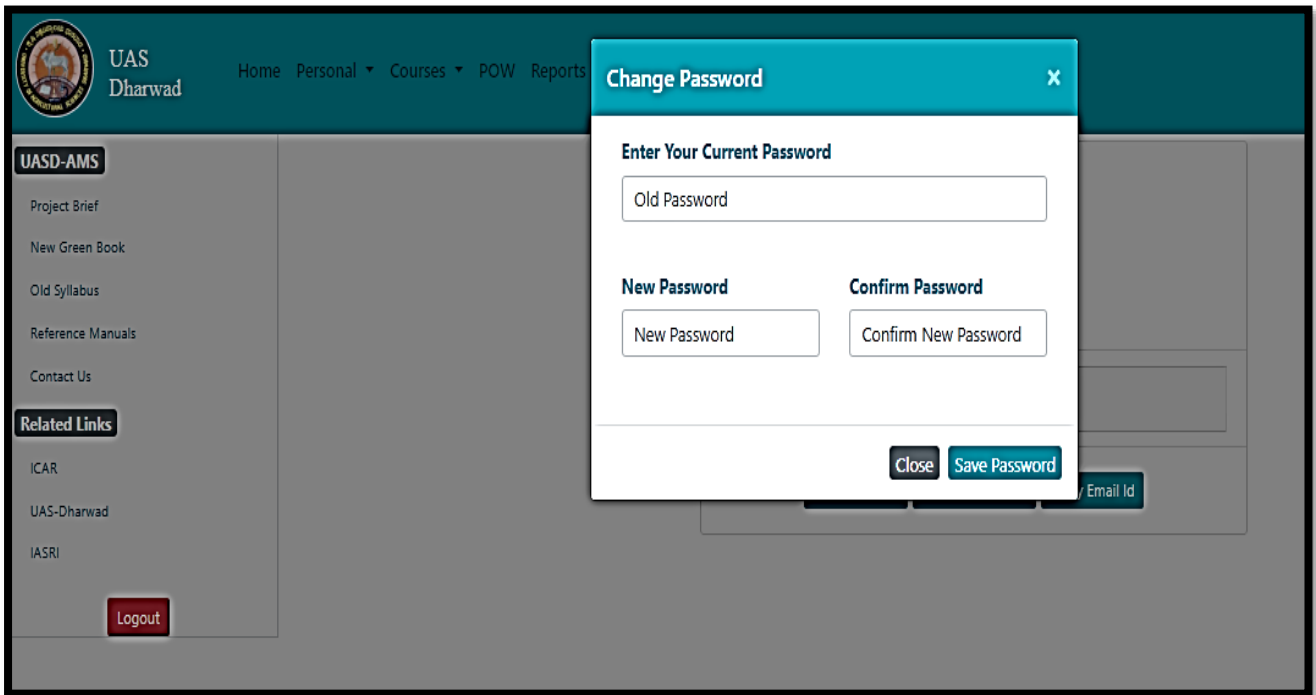 UAS
Dharwad
Home Personal Courses POW Reports
Change Password ×
UASD-AMS
Project Brief
New Green Book
Old Syllabus
Reference Manuals
Contact Us
Related Links
ICAR
UAS-Dharwad
IASRI
Logout
Enter Your Current Password
Old Password
New Password Confirm Password
New Password Confirm New Password
Close Save Password
Email Id